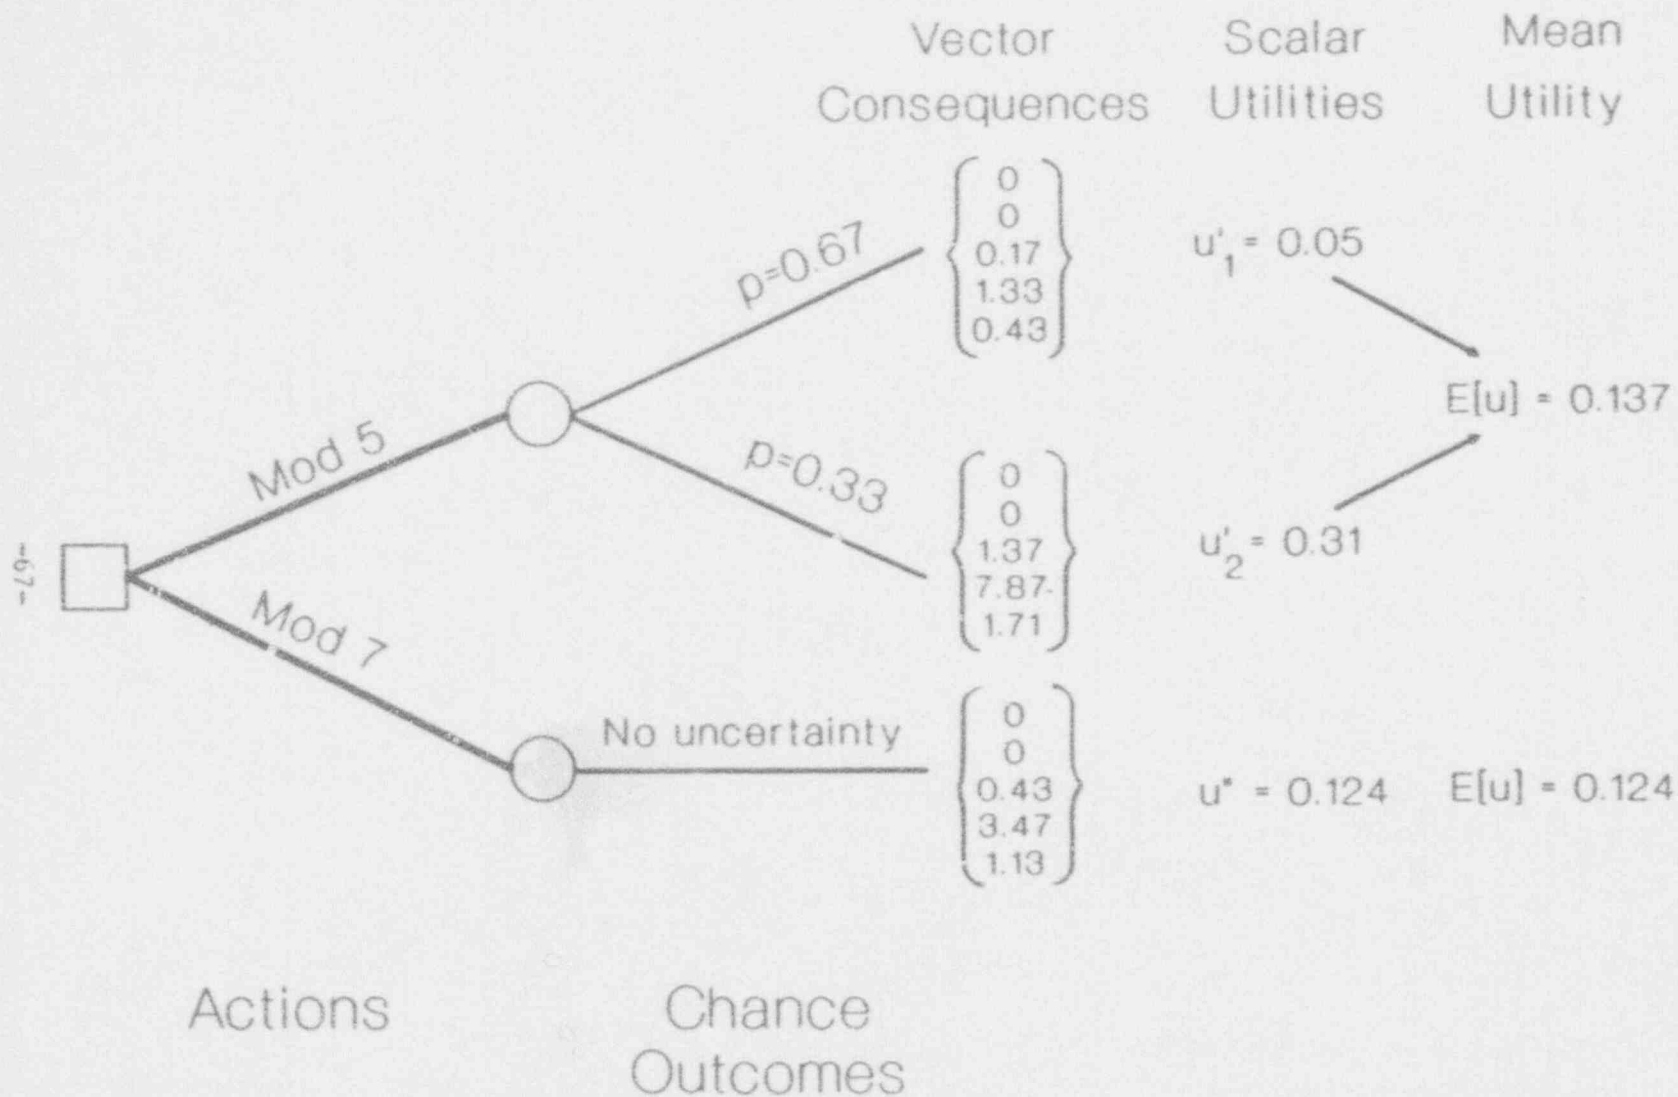 Vector
Consequences
Scalar
Utilities
Mean
Utility
0
0
0.17
1.33
0.43
u'₁ = 0.05
p=0.67
E[u] = 0.137
Mod 5
p=0.33
0
0
1.37
7.87
1.71
u'₂ = 0.31
-67-
Mod 7
No uncertainty
0
0
0.43
3.47
1.13
u" = 0.124
E[u] = 0.124
Actions
Chance
Outcomes